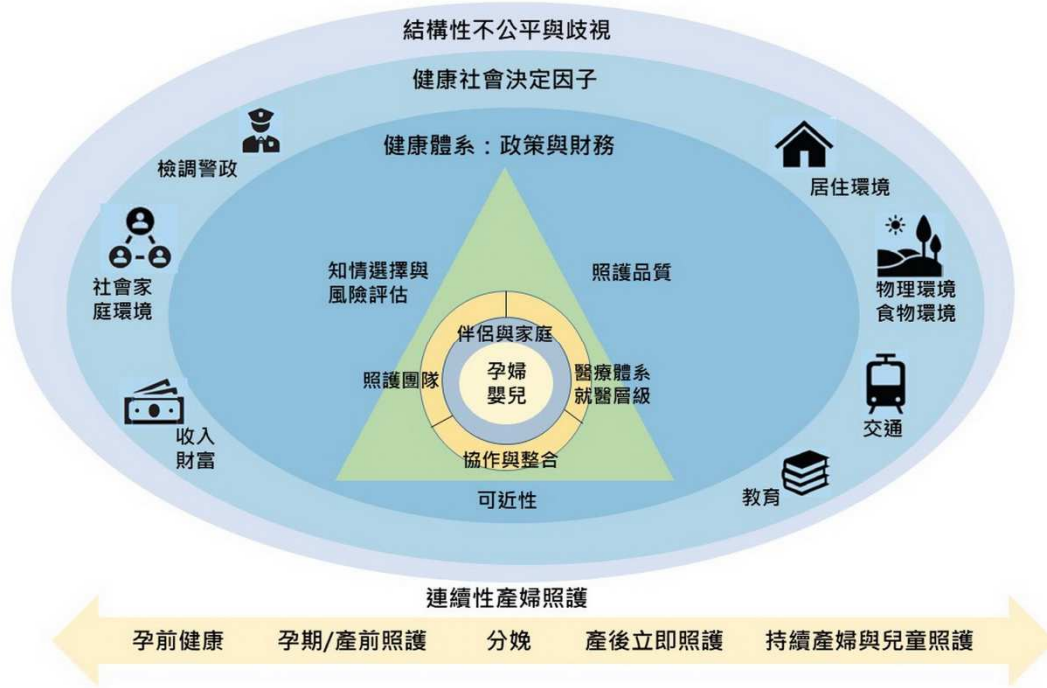 結構性不公平與歧視
健康社會決定因子
健康體系：政策與財務
檢調警政
居住環境
社會家
庭環境
知情選擇與
風險評估
照護品質
物理環境
食物環境
伴侶與家庭
孕婦
嬰兒
照護團隊
醫療體系
就醫層級
協作與整合
可近性
收入
財富
交通
教育
連續性產婦照護
孕前健康
孕期/產前照護
分娩
產後立即照護
持續產婦與兒童照護